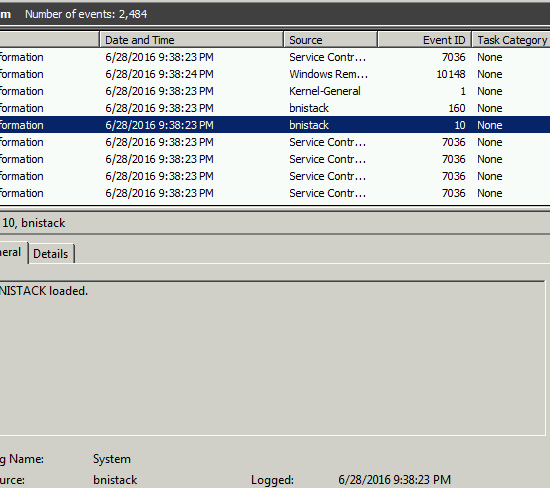 m Number of events: 2,484
Date and Time Source Event ID Task Category
formation 6/28/2016 9:38:23 PM Service Contr... 7036 None
formation 6/28/2016 9:38:24 PM Windows Rem... 10148 None
formation 6/28/2016 9:38:23 PM Kernel-General 1 None
formation 6/28/2016 9:38:23 PM bnistack 160 None
formation 6/28/2016 9:38:23 PM bnistack 10 None
formation 6/28/2016 9:38:23 PM Service Contr... 7036 None
formation 6/28/2016 9:38:23 PM Service Contr... 7036 None
formation 6/28/2016 9:38:23 PM Service Contr... 7036 None
formation 6/28/2016 9:38:23 PM Service Contr... 7036 None
10, bnistack
neral Details
NISTACK loaded.
g Name: System
urce: bnistack Logged: 6/28/2016 9:38:23 PM